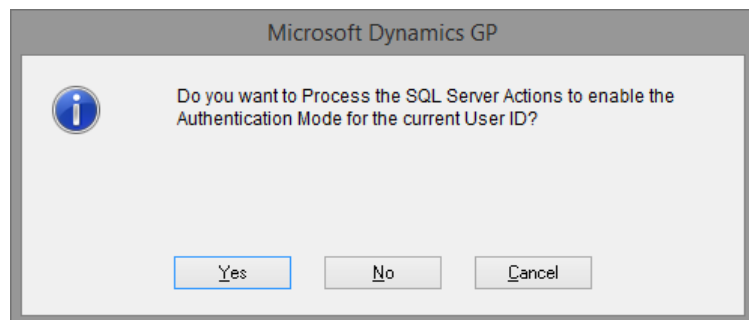 Microsoft Dynamics GP
Do you want to Process the SQL Server Actions to enable the
Authentication Mode for the current User ID?
Yes
No
Cancel